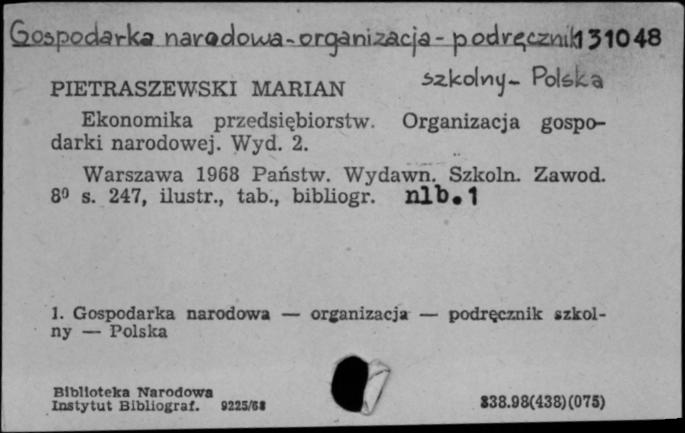 Gospodarka narodowa - organizacja - podręcznik 131048
szkolny - Polska
PIETRASZEWSKI MARIAN
Ekonomika przedsiębiorstw. Organizacja gospo-
darki narodowej. Wyd. 2.
Warszawa 1968 Państw. Wydawn. Szkoln. Zawod.
8⁰ s. 247, ilustr., tab., bibliogr. nlb. 1
1. Gospodarka narodowa — organizacja — podręcznik szkol-
ny — Polska
Biblioteka Narodowa
Instytut Bibliograf. 9225/68
338.98(438)(075)